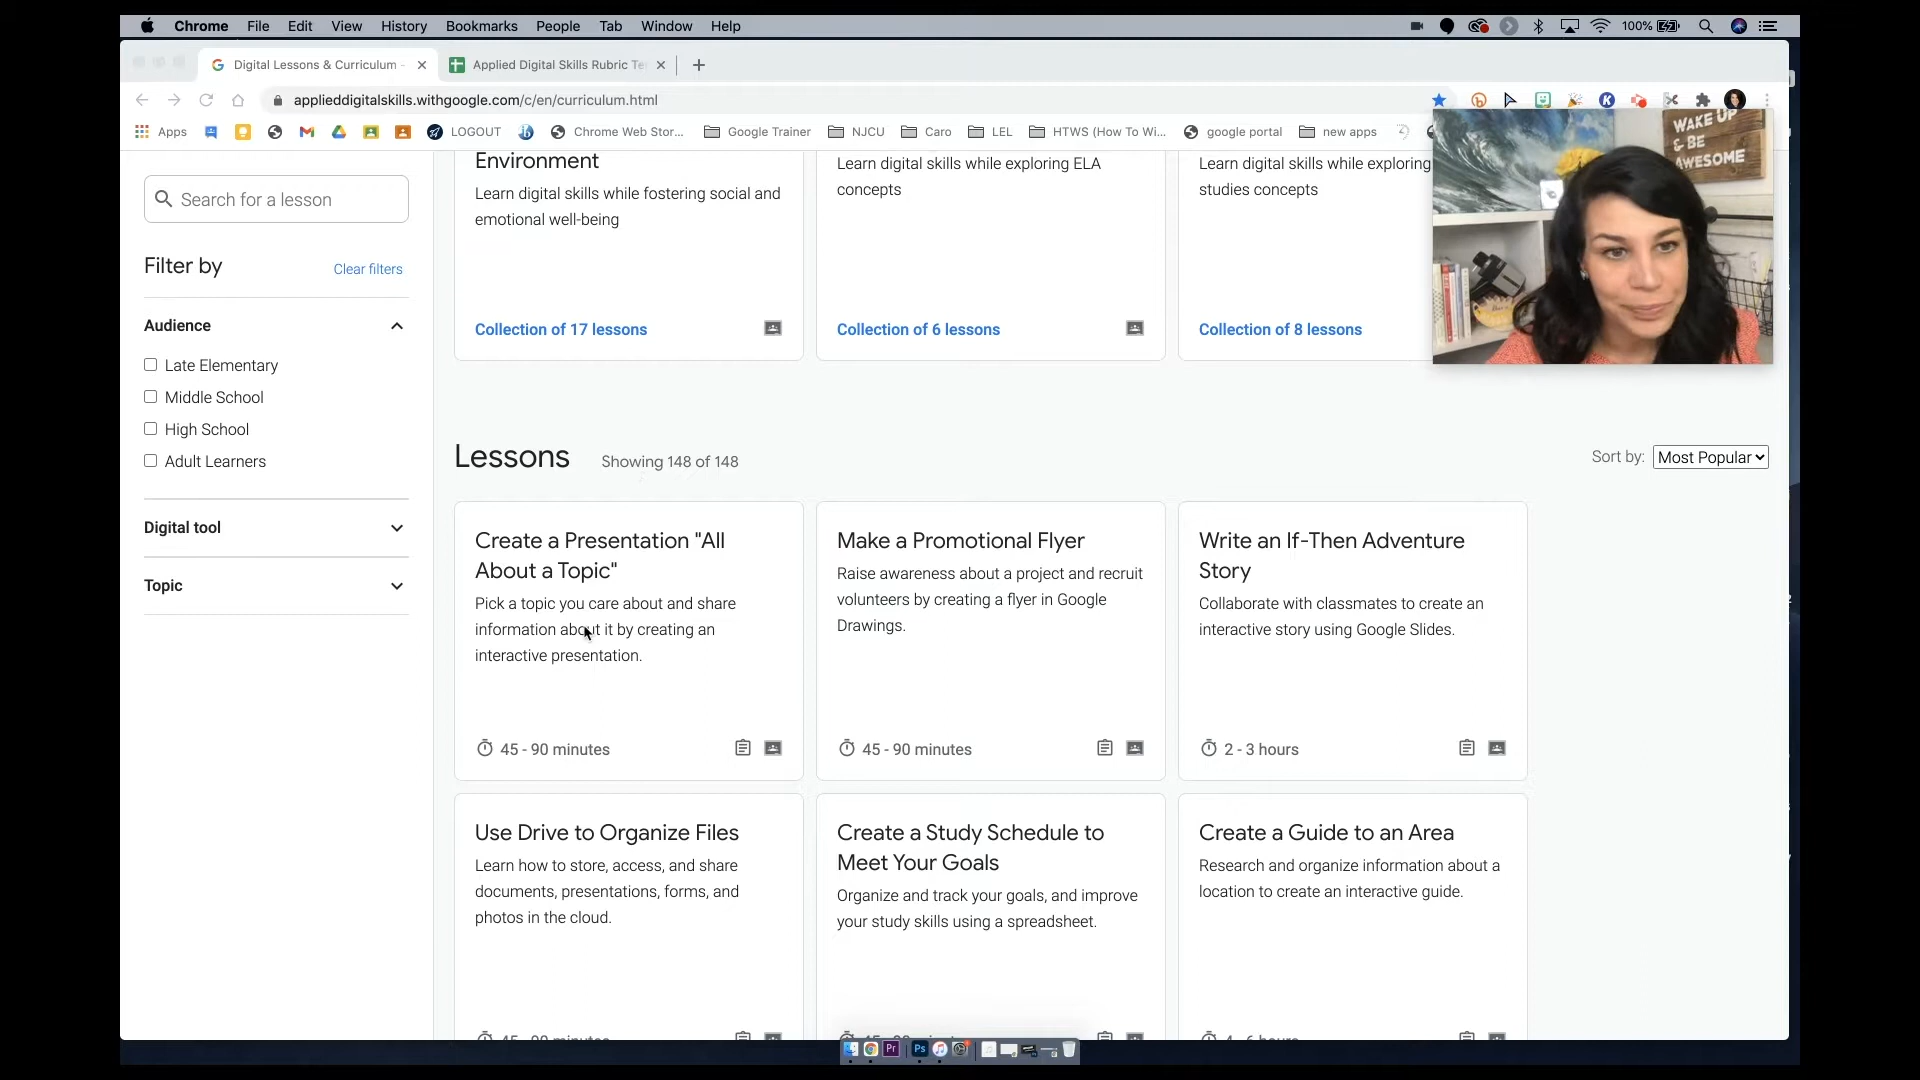 Chrome File Edit View History Bookmarks People Tab Window Help 100%
Digital Lessons & Curriculum - Applied Digital Skills Rubric Te
applieddigitalskills.withgoogle.com/c/en/curriculum.html
Apps LOGOUT Chrome Web Stor... Google Trainer NJCU Caro LEL HTWS (How To Wi... google portal new apps
WAKE UP
& BE
AWESOME
Search for a lesson
Filter by Clear filters
Audience
Late Elementary
Middle School
High School
Adult Learners
Digital tool
Topic
Environment
Learn digital skills while fostering social and
emotional well-being
Collection of 17 lessons
Learn digital skills while exploring ELA
concepts
Collection of 6 lessons
Learn digital skills while exploring
studies concepts
Collection of 8 lessons
Lessons Showing 148 of 148
Sort by: Most Popular
Create a Presentation "All
About a Topic"
Pick a topic you care about and share
information about it by creating an
interactive presentation.
45 - 90 minutes
Make a Promotional Flyer
Raise awareness about a project and recruit
volunteers by creating a flyer in Google
Drawings.
45 - 90 minutes
Write an If-Then Adventure
Story
Collaborate with classmates to create an
interactive story using Google Slides.
2 - 3 hours
Use Drive to Organize Files
Learn how to store, access, and share
documents, presentations, forms, and
photos in the cloud.
45 - 90 minutes
Create a Study Schedule to
Meet Your Goals
Organize and track your goals, and improve
your study skills using a spreadsheet.
Create a Guide to an Area
Research and organize information about a
location to create an interactive guide.
Pr Ps